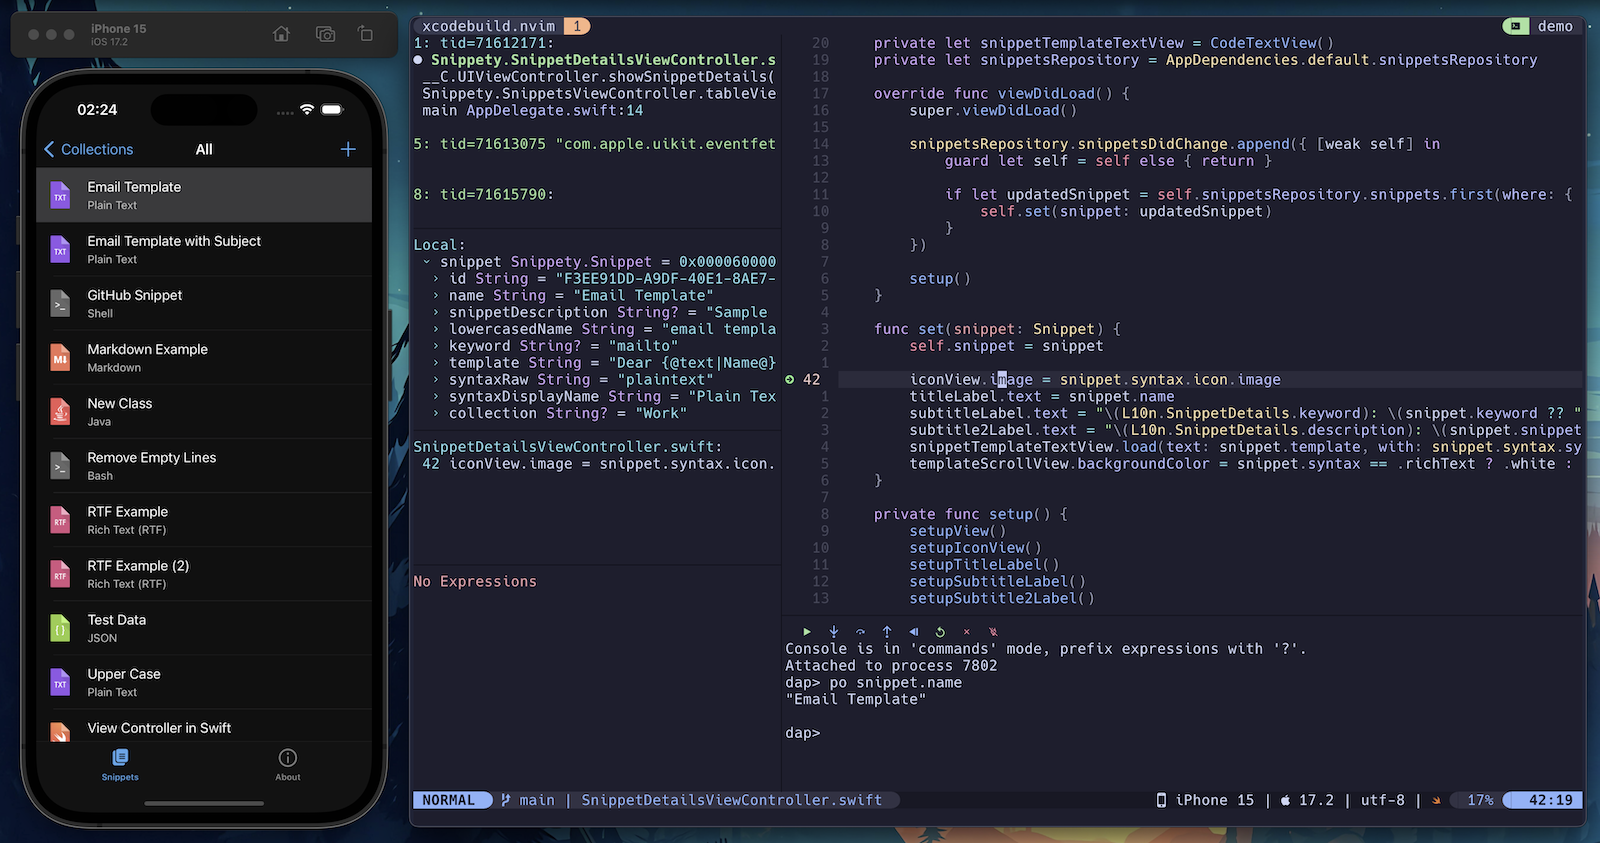 iPhone 15
iOS 17.2
02:24
Collections
All
Email Template
Plain Text
Email Template with Subject
Plain Text
GitHub Snippet
Shell
Markdown Example
Markdown
New Class
Java
Remove Empty Lines
Bash
RTF Example
Rich Text (RTF)
RTF Example (2)
Rich Text (RTF)
Test Data
JSON
Upper Case
Plain Text
View Controller in Swift
Snippets
About
TXT
TXT
>_
M↓
>_
RTF
RTF
{}
TXT
xcodebuild.nvim 1
demo
1: tid=71612171:
Snippety.SnippetDetailsViewController.s
__C.UIViewController.showSnippetDetails(
Snippety.SnippetsViewController.tableVie
main AppDelegate.swift:14
5: tid=71613075 "com.apple.uikit.eventfet
8: tid=71615790:
Local:
snippet Snippety.Snippet = 0x000060000
id String = "F3EE91DD-A9DF-40E1-8AE7-
name String = "Email Template"
snippetDescription String? = "Sample
lowercasedName String = "email templa
keyword String? = "mailto"
template String = "Dear {@text|Name@}
syntaxRaw String = "plaintext"
syntaxDisplayName String = "Plain Tex
collection String? = "Work"
SnippetDetailsViewController.swift:
42 iconView.image = snippet.syntax.icon.
No Expressions
20 private let snippetTemplateTextView = CodeTextView()
19 private let snippetsRepository = AppDependencies.default.snippetsRepository
18
17 override func viewDidLoad() {
16 super.viewDidLoad()
15
14 snippetsRepository.snippetsDidChange.append({ [weak self] in
13 guard let self = self else { return }
12
11 if let updatedSnippet = self.snippetsRepository.snippets.first(where: {
10 self.set(snippet: updatedSnippet)
9 }
8 })
7
6 setup()
5 }
4
3 func set(snippet: Snippet) {
2 self.snippet = snippet
1
42 iconView.image = snippet.syntax.icon.image
1 titleLabel.text = snippet.name
2 subtitleLabel.text = "\(L10n.SnippetDetails.keyword): \(snippet.keyword ?? "
3 subtitle2Label.text = "\(L10n.SnippetDetails.description): \(snippet.snippet
4 snippetTemplateTextView.load(text: snippet.template, with: snippet.syntax.sy
5 templateScrollView.backgroundColor = snippet.syntax == .richText ? .white :
6 }
7
8 private func setup() {
9 setupView()
10 setupIconView()
11 setupTitleLabel()
12 setupSubtitleLabel()
13 setupSubtitle2Label()
Console is in 'commands' mode, prefix expressions with '?'.
Attached to process 7802
dap> po snippet.name
"Email Template"
dap>
NORMAL main | SnippetDetailsViewController.swift
iPhone 15 | 17.2 | utf-8 | 17% 42:19